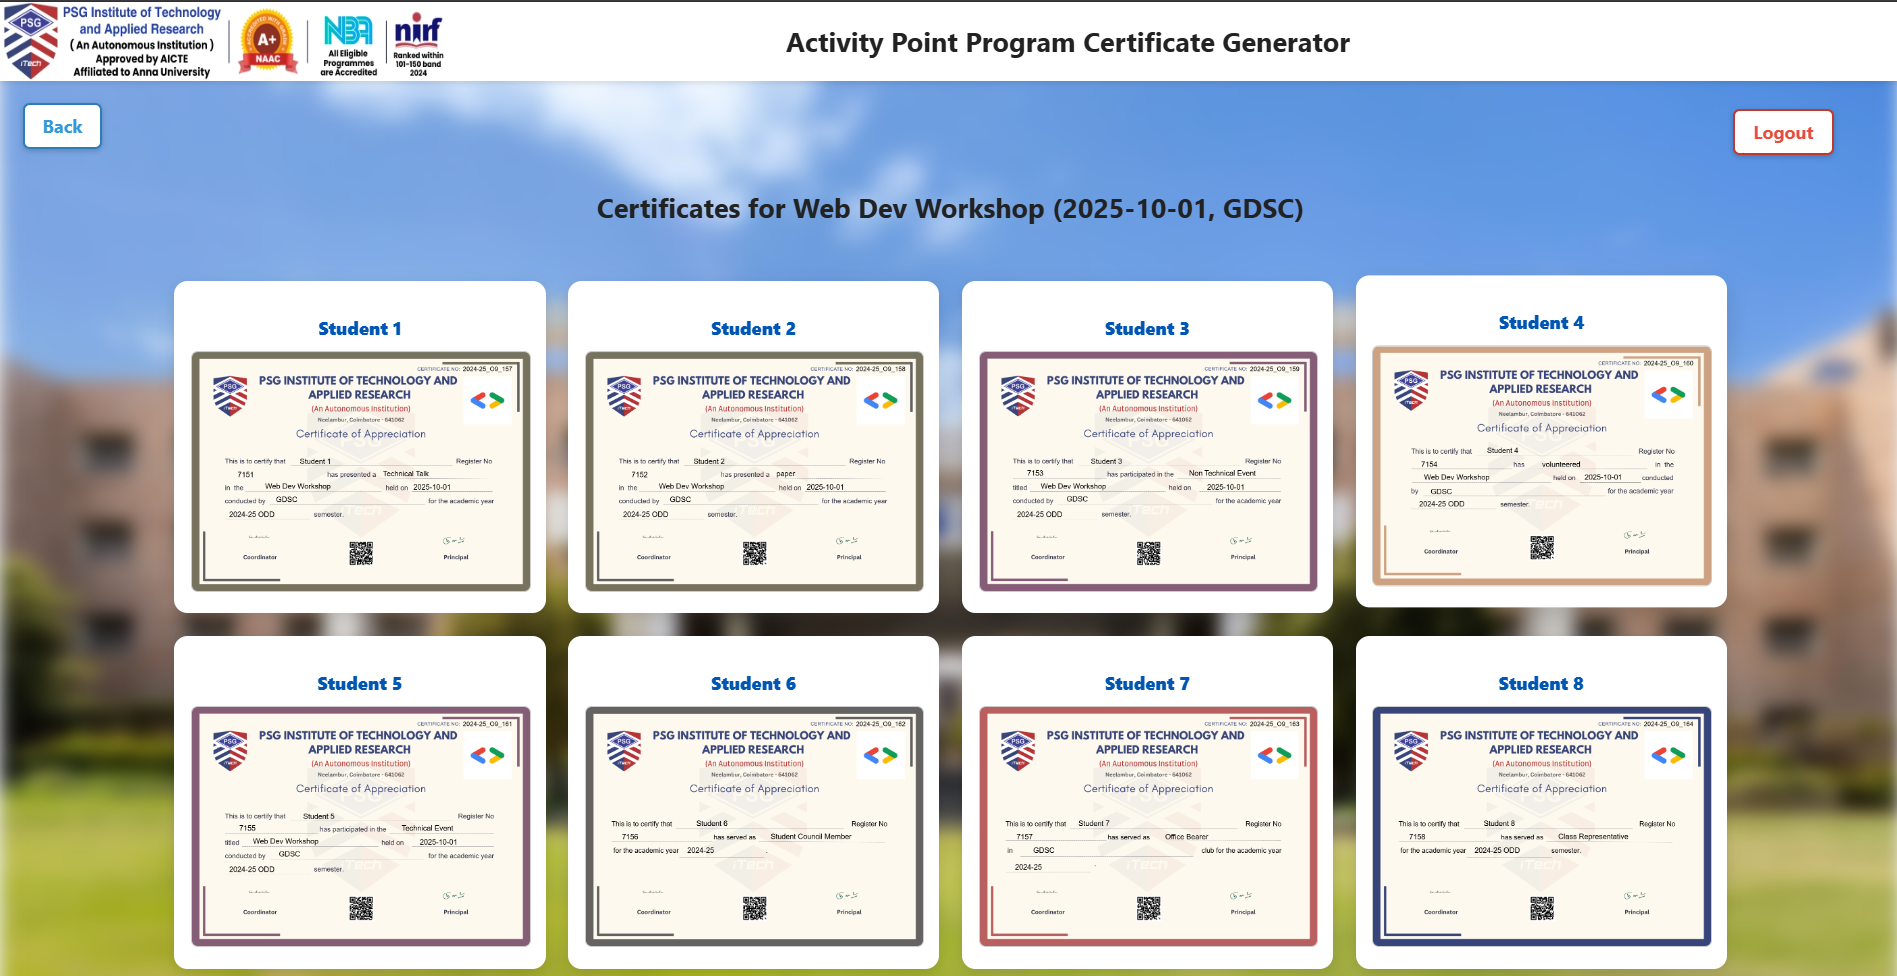 PSG
iTech
PSG Institute of Technology
and Applied Research
( An Autonomous Institution )
Approved by AICTE
Affiliated to Anna University
A+
NAAC
NBA
All Eligible
Programmes
are Accredited
nirf
Ranked within
101-150 band
2024
Activity Point Program Certificate Generator
Back
Logout
Certificates for Web Dev Workshop (2025-10-01, GDSC)
Student 1
CERTIFICATE NO: 2024-25_O9_157
PSG INSTITUTE OF TECHNOLOGY AND
APPLIED RESEARCH
(An Autonomous Institution)
Neelambur, Coimbatore - 641062
Certificate of Appreciation
This is to certify that Student 1 Register No
7151 has presented a Technical Talk
in the Web Dev Workshop held on 2025-10-01
conducted by GDSC for the academic year
2024-25 ODD semester.
Coordinator Principal
Student 2
CERTIFICATE NO: 2024-25_O9_158
PSG INSTITUTE OF TECHNOLOGY AND
APPLIED RESEARCH
(An Autonomous Institution)
Neelambur, Coimbatore - 641062
Certificate of Appreciation
This is to certify that Student 2 Register No
7152 has presented a paper
in the Web Dev Workshop held on 2025-10-01
conducted by GDSC for the academic year
2024-25 ODD semester.
Coordinator Principal
Student 3
CERTIFICATE NO: 2024-25_O9_159
PSG INSTITUTE OF TECHNOLOGY AND
APPLIED RESEARCH
(An Autonomous Institution)
Neelambur, Coimbatore - 641062
Certificate of Appreciation
This is to certify that Student 3 Register No
7153 has participated in the Non Technical Event
titled Web Dev Workshop held on 2025-10-01
conducted by GDSC for the academic year
2024-25 ODD semester.
Coordinator Principal
Student 4
CERTIFICATE NO: 2024-25_O9_160
PSG INSTITUTE OF TECHNOLOGY AND
APPLIED RESEARCH
(An Autonomous Institution)
Neelambur, Coimbatore - 641062
Certificate of Appreciation
This is to certify that Student 4 Register No
7154 has volunteered in the
Web Dev Workshop held on 2025-10-01 conducted
by GDSC for the academic year
2024-25 ODD semester.
Coordinator Principal
Student 5
CERTIFICATE NO: 2024-25_O9_161
PSG INSTITUTE OF TECHNOLOGY AND
APPLIED RESEARCH
(An Autonomous Institution)
Neelambur, Coimbatore - 641062
Certificate of Appreciation
This is to certify that Student 5 Register No
7155 has participated in the Technical Event
titled Web Dev Workshop held on 2025-10-01
conducted by GDSC for the academic year
2024-25 ODD semester.
Coordinator Principal
Student 6
CERTIFICATE NO: 2024-25_O9_162
PSG INSTITUTE OF TECHNOLOGY AND
APPLIED RESEARCH
(An Autonomous Institution)
Neelambur, Coimbatore - 641062
Certificate of Appreciation
This is to certify that Student 6 Register No
7156 has served as Student Council Member
for the academic year 2024-25 .
Coordinator Principal
Student 7
CERTIFICATE NO: 2024-25_O9_163
PSG INSTITUTE OF TECHNOLOGY AND
APPLIED RESEARCH
(An Autonomous Institution)
Neelambur, Coimbatore - 641062
Certificate of Appreciation
This is to certify that Student 7 Register No
7157 has served as Office Bearer
in GDSC club for the academic year
2024-25 .
Coordinator Principal
Student 8
CERTIFICATE NO: 2024-25_O9_164
PSG INSTITUTE OF TECHNOLOGY AND
APPLIED RESEARCH
(An Autonomous Institution)
Neelambur, Coimbatore - 641062
Certificate of Appreciation
This is to certify that Student 8 Register No
7158 has served as Class Representative
for the academic year 2024-25 ODD semester.
Coordinator Principal